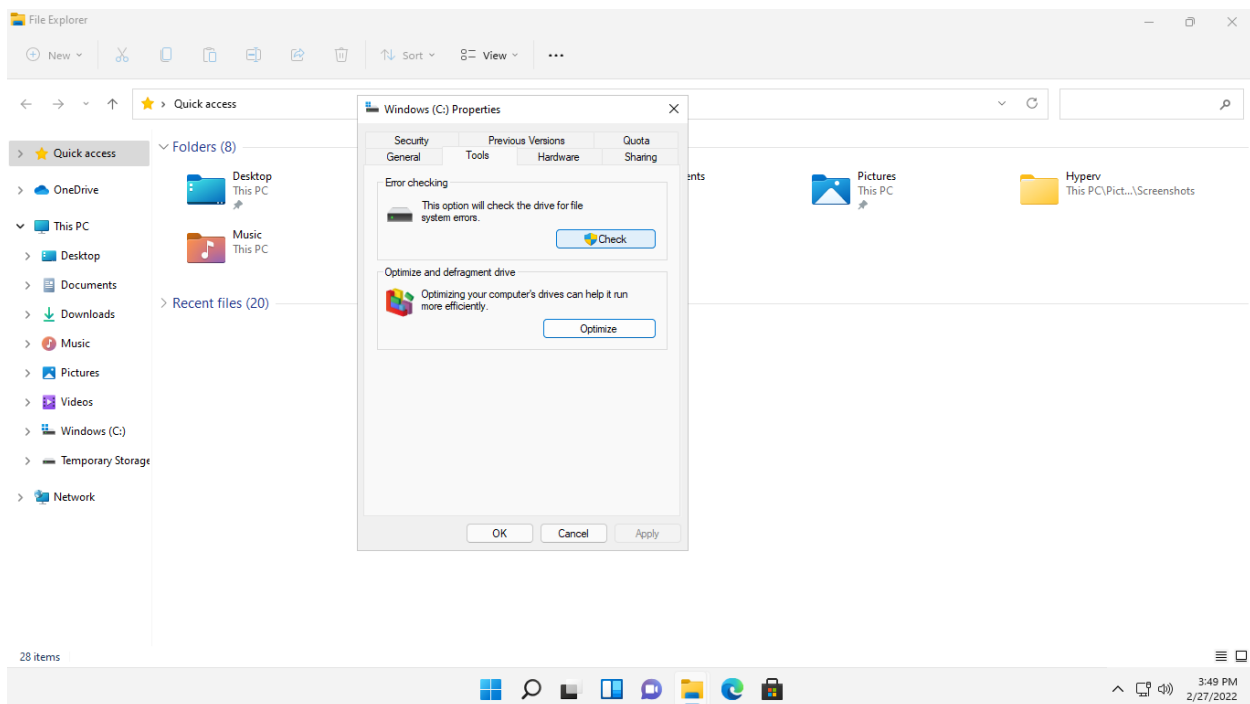 File Explorer
New
Sort
View
Quick access
Windows (C:) Properties
Security Previous Versions Quota
General Tools Hardware Sharing
Error checking
This option will check the drive for file
system errors.
Check
Optimize and defragment drive
Optimizing your computer's drives can help it run
more efficiently.
Optimize
OK Cancel Apply
Quick access
OneDrive
This PC
Desktop
Documents
Downloads
Music
Pictures
Videos
Windows (C:)
Temporary Storage
Network
Folders (8)
Desktop
This PC
ents
Pictures
This PC
Hyperv
This PC\Pict...\Screenshots
Music
This PC
Recent files (20)
28 items
3:49 PM
2/27/2022